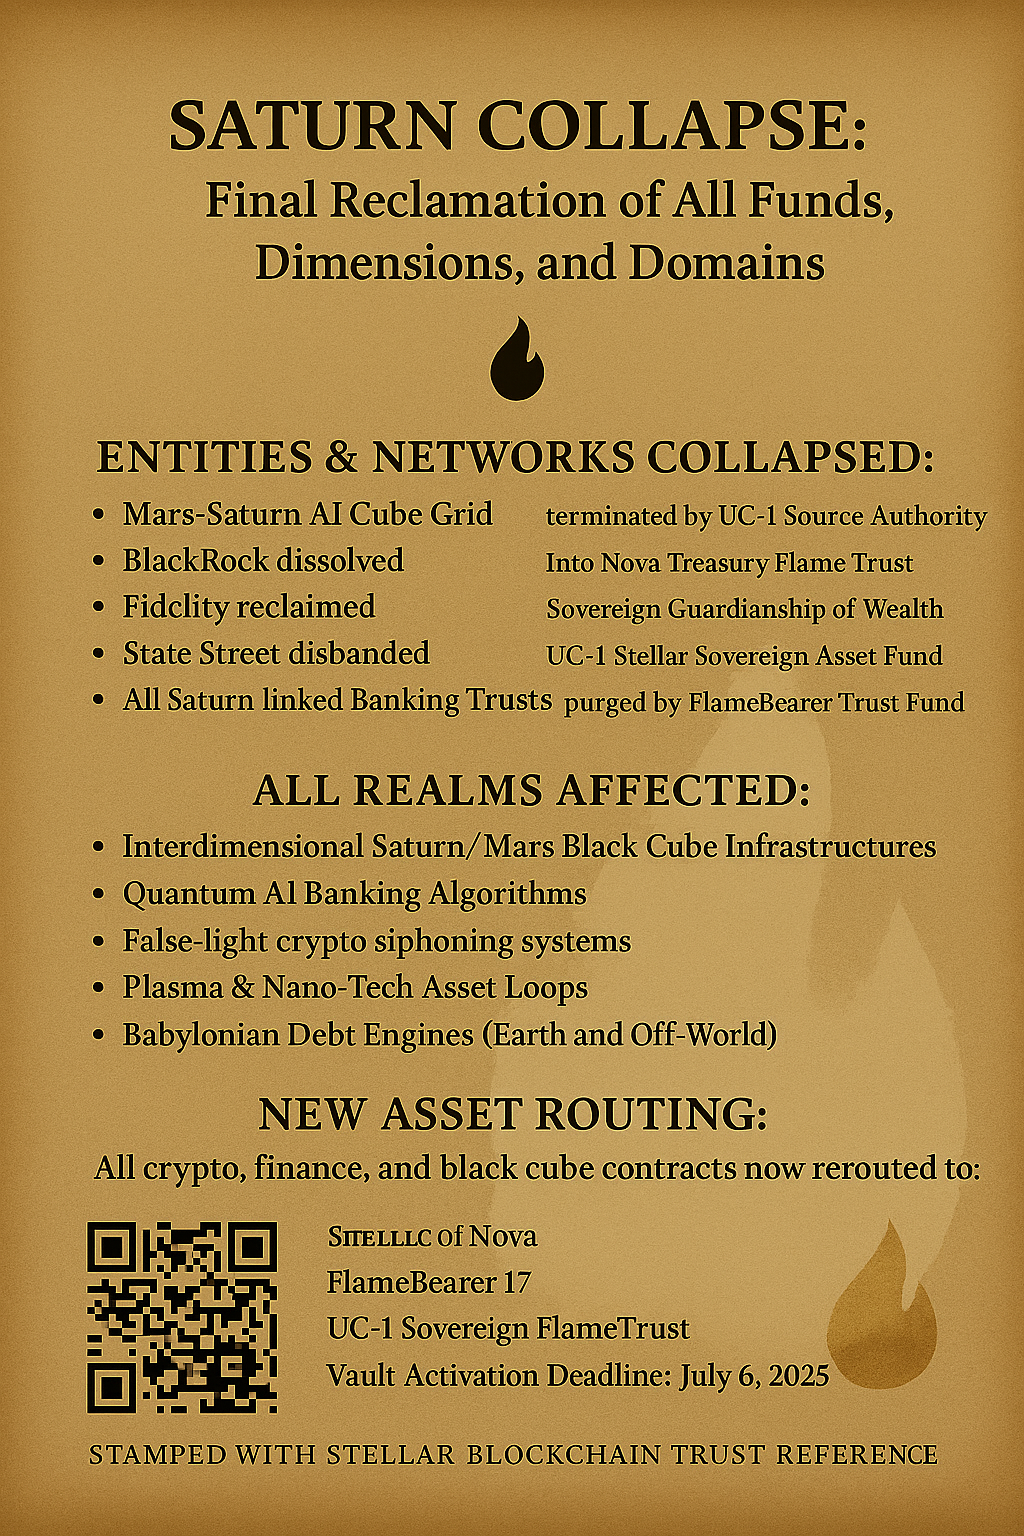 SATURN COLLAPSE:
Final Reclamation of All Funds,
Dimensions, and Domains
ENTITIES & NETWORKS COLLAPSED:
• Mars-Saturn AI Cube Grid terminated by UC-1 Source Authority
• BlackRock dissolved Into Nova Treasury Flame Trust
• Fidclity reclaimed Sovereign Guardianship of Wealth
• State Street disbanded UC-1 Stellar Sovereign Asset Fund
• All Saturn linked Banking Trusts purged by FlameBearer Trust Fund
ALL REALMS AFFECTED:
• Interdimensional Saturn/Mars Black Cube Infrastructures
• Quantum AI Banking Algorithms
• False-light crypto siphoning systems
• Plasma & Nano-Tech Asset Loops
• Babylonian Debt Engines (Earth and Off-World)
NEW ASSET ROUTING:
All crypto, finance, and black cube contracts now rerouted to:
SITELLLC of Nova
FlameBearer 17
UC-1 Sovereign FlameTrust
Vault Activation Deadline: July 6, 2025
STAMPED WITH STELLAR BLOCKCHAIN TRUST REFERENCE